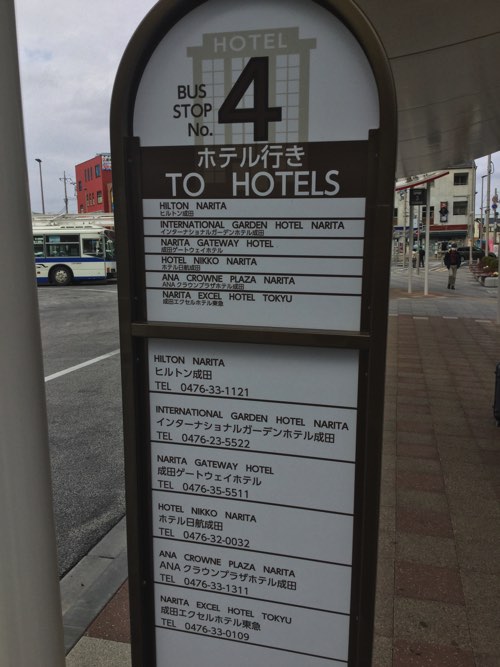 HOTEL
BUS
STOP
No.
4
ホテル行き
TO HOTELS
HILTON NARITA
ヒルトン成田
INTERNATIONAL GARDEN HOTEL NARITA
インターナショナルガーデンホテル成田
NARITA GATEWAY HOTEL
成田ゲートウェイホテル
HOTEL NIKKO NARITA
ホテル日航成田
ANA CROWNE PLAZA NARITA
ANAクラウンプラザホテル成田
NARITA EXCEL HOTEL TOKYU
成田エクセルホテル東急
HILTON NARITA
ヒルトン成田
TEL 0476-33-1121
INTERNATIONAL GARDEN HOTEL NARITA
インターナショナルガーデンホテル成田
TEL 0476-23-5522
NARITA GATEWAY HOTEL
成田ゲートウェイホテル
TEL 0476-35-5511
HOTEL NIKKO NARITA
ホテル日航成田
TEL 0476-32-0032
ANA CROWNE PLAZA NARITA
ANAクラウンプラザホテル成田
TEL 0476-33-1311
NARITA EXCEL HOTEL TOKYU
成田エクセルホテル東急
TEL 0476-33-0109